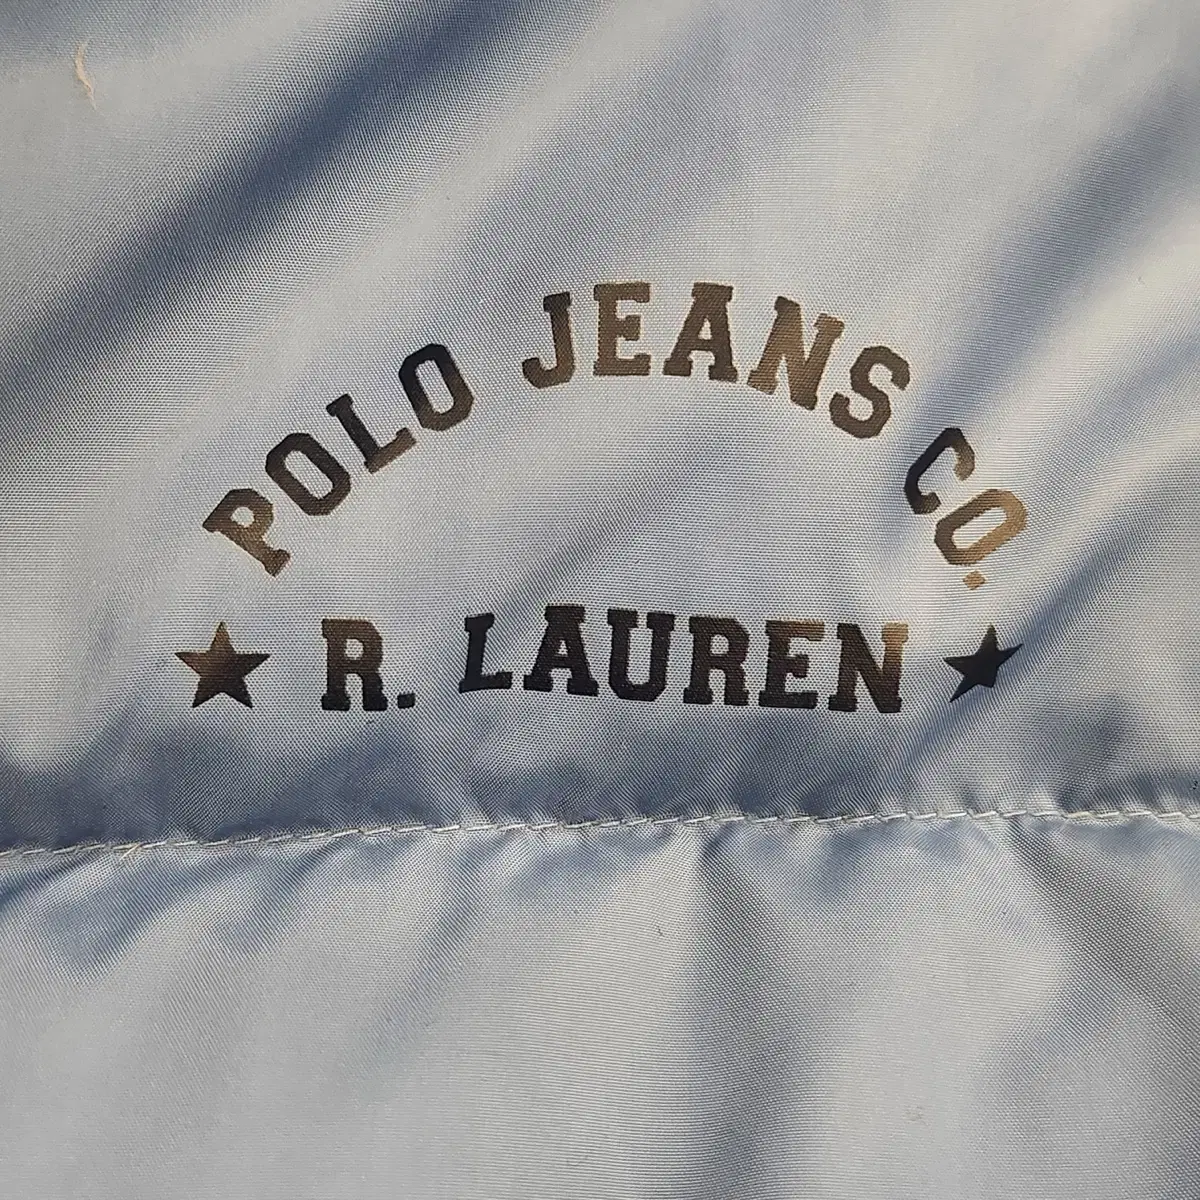 POLO JEANS CO.
★ R. LAUREN ★